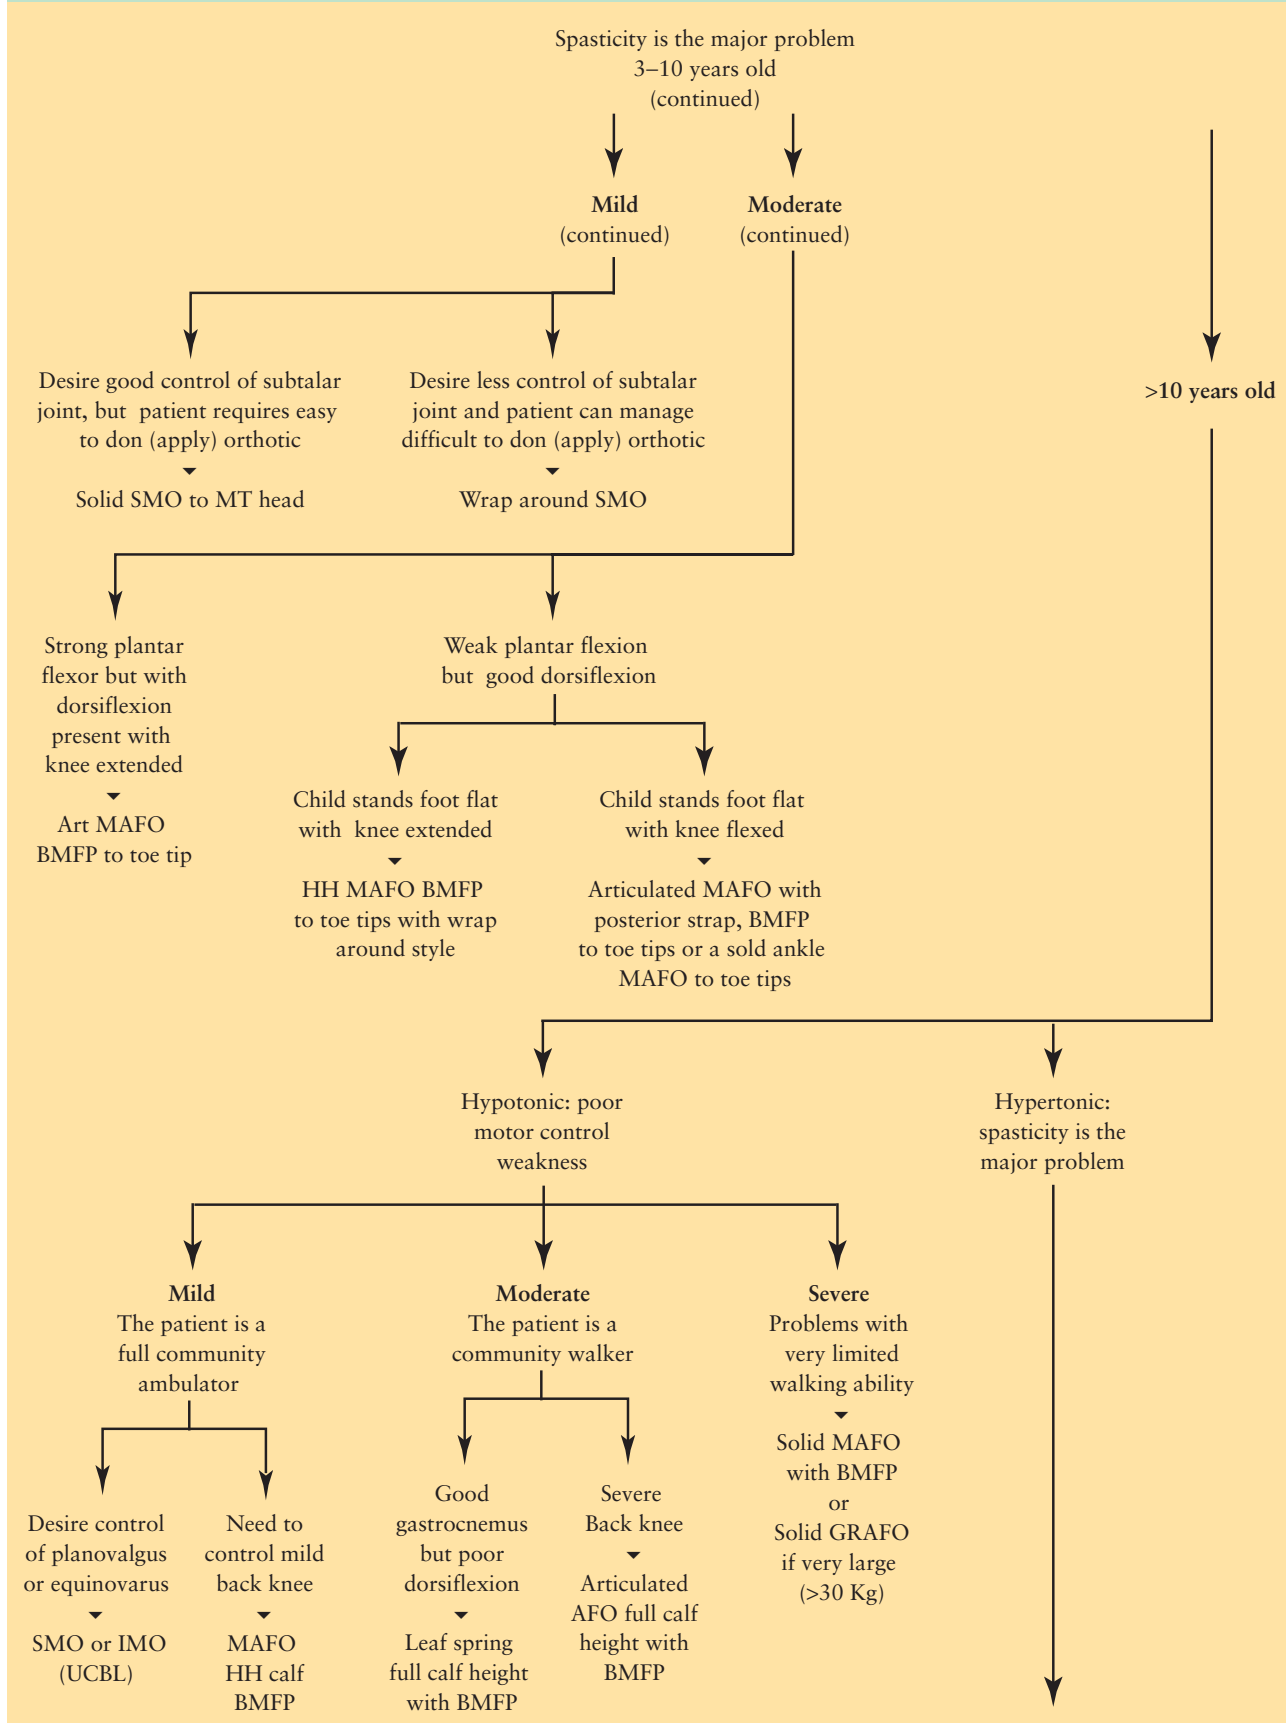 Spasticity is the major problem
3–10 years old
(continued)
Mild
(continued)
Moderate
(continued)
>10 years old
Desire good control of subtalar
joint, but patient requires easy
to don (apply) orthotic
Solid SMO to MT head
Desire less control of subtalar
joint and patient can manage
difficult to don (apply) orthotic
Wrap around SMO
Strong plantar
flexor but with
dorsiflexion
present with
knee extended
Art MAFO
BMFP to toe tip
Weak plantar flexion
but good dorsiflexion
Child stands foot flat
with knee extended
HH MAFO BMFP
to toe tips with wrap
around style
Child stands foot flat
with knee flexed
Articulated MAFO with
posterior strap, BMFP
to toe tips or a sold ankle
MAFO to toe tips
Hypotonic: poor
motor control
weakness
Hypertonic:
spasticity is the
major problem
Mild
The patient is a
full community
ambulator
Moderate
The patient is a
community walker
Severe
Problems with
very limited
walking ability
Solid MAFO
with BMFP
or
Solid GRAFO
if very large
(>30 Kg)
Desire control
of planovalgus
or equinovarus
SMO or IMO
(UCBL)
Need to
control mild
back knee
MAFO
HH calf
BMFP
Good
gastrocnemus
but poor
dorsiflexion
Leaf spring
full calf height
with BMFP
Severe
Back knee
Articulated
AFO full calf
height with
BMFP